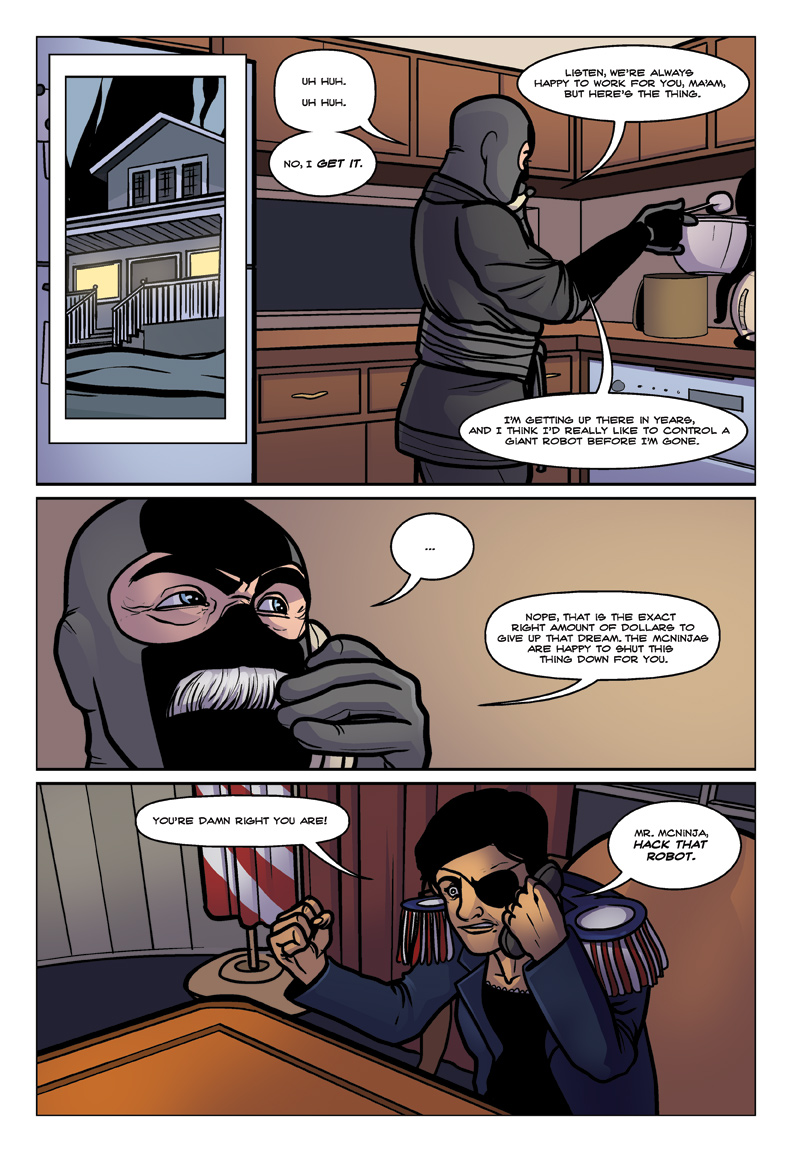 UH HUH.
UH HUH.
NO, I GET IT.
LISTEN, WE'RE ALWAYS
HAPPY TO WORK FOR YOU, MA'AM,
BUT HERE'S THE THING.
I'M GETTING UP THERE IN YEARS,
AND I THINK I'D REALLY LIKE TO CONTROL A
GIANT ROBOT BEFORE I'M GONE.
...
NOPE, THAT IS THE EXACT
RIGHT AMOUNT OF DOLLARS TO
GIVE UP THAT DREAM. THE MCNINJAS
ARE HAPPY TO SHUT THIS
THING DOWN FOR YOU.
YOU'RE DAMN RIGHT YOU ARE!
MR. MCNINJA,
HACK THAT
ROBOT.